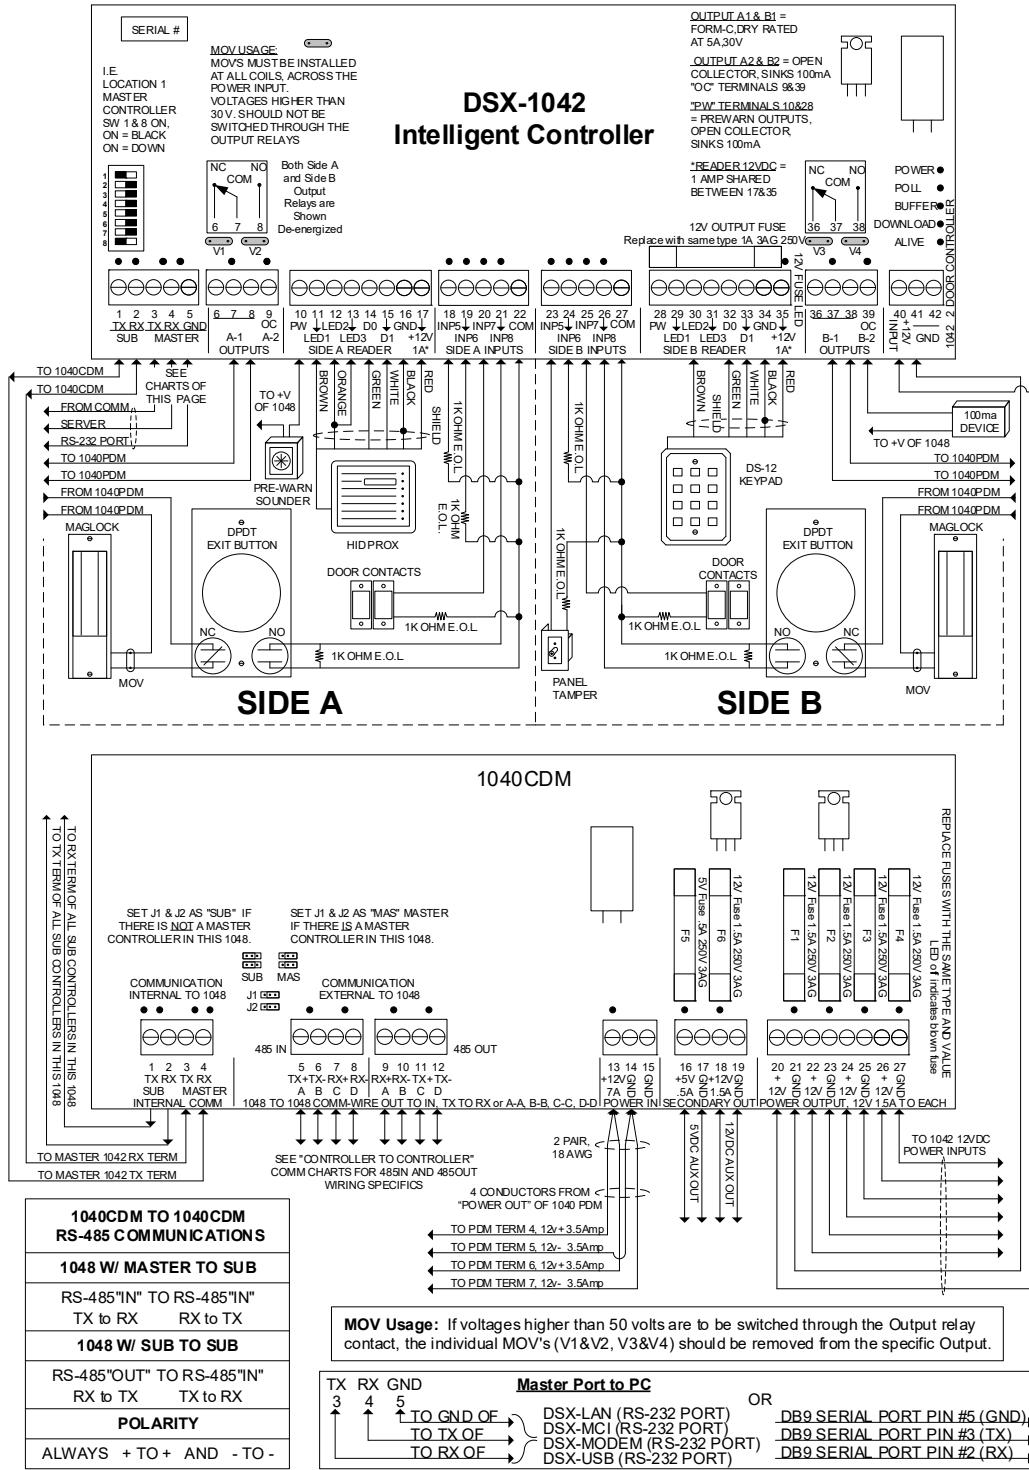 SERIAL #
I.E.
LOCATION 1
MASTER
CONTROLLER
SW 1 & 8 ON,
ON = BLACK
ON = DOWN
MOV USAGE:
MOV'S MUST BE INSTALLED
AT ALL COILS, ACROSS THE
POWER INPUT.
VOLTAGES HIGHER THAN
30 V. SHOULD NOT BE
SWITCHED THROUGH THE
OUTPUT RELAYS
DSX-1042
Intelligent Controller
OUTPUT A1 & B1 =
FORM-C,DRY RATED
AT 5A,30V
OUTPUT A2 & B2 = OPEN
COLLECTOR, SINKS 100mA
"OC" TERMINALS 9&39
"PW" TERMINALS 10&28
= PREWARN OUTPUTS,
OPEN COLLECTOR,
SINKS 100mA
*READER 12VDC =
1 AMP SHARED
BETWEEN 17&35
1
2
3
4
5
6
7
8
NC NO
COM
6 7 8
V1 V2
Both Side A
and Side B
Output
Relays are
Shown
De-energized
12V OUTPUT FUSE
Replace with same type 1A 3AG 250V
12V FUSE LED
NC NO
COM
36 37 38
V3 V4
POWER
POLL
BUFFER
DOWNLOAD
ALIVE
1042 2 DOOR CONTROLLER
1 2 3 4 5
TX RX TX RX GND
SUB MASTER
6 7 8 9
OC
A-1 A-2
OUTPUTS
10 11 12 13 14 15 16 17
PW LED2 D0 GND
LED1 LED3 D1 +12V
SIDE A READER 1A*
18 19 20 21 22
INP5 INP7 COM
INP6 INP8
SIDE A INPUTS
23 24 25 26 27
INP5 INP7 COM
INP6 INP8
SIDE B INPUTS
28 29 30 31 32 33 34 35
PW LED2 D0 GND
LED1 LED3 D1 +12V
SIDE B READER 1A*
36 37 38 39
OC
B-1 B-2
OUTPUTS
40 41 42
+12V
INPUT
GND
TO 1040CDM
TO 1040CDM
FROM COMM
SERVER
RS-232 PORT
TO 1040PDM
TO 1040PDM
FROM 1040PDM
FROM 1040PDM
SEE
CHARTS OF
THIS PAGE
TO +V
OF 1048
PRE-WARN
SOUNDER
BROWN
ORANGE
GREEN
WHITE
BLACK
RED
SHIELD
HID PROX
1K OHM E.O.L
1K OHM
E.O.L.
1K OHM E.O.L
1K OHM E.O.L
BROWN
SHIELD
GREEN
WHITE
BLACK
RED
DS-12
KEYPAD
100ma
DEVICE
TO +V OF 1048
TO 1040PDM
TO 1040PDM
FROM 1040PDM
FROM 1040PDM
MAGLOCK
DPDT
EXIT BUTTON
NC NO
MOV
DOOR CONTACTS
1K OHM E.O.L
1K OHM E.O.L
SIDE A
PANEL
TAMPER
DOOR
CONTACTS
1K OHM E.O.L
1K OHM E.O.L
DPDT
EXIT BUTTON
NO NC
MAGLOCK
MOV
SIDE B
1040CDM
TO RX TERM OF ALL SUB CONTROLLERS IN THIS 1048
TO TX TERM OF ALL SUB CONTROLLERS IN THIS 1048
SET J1 & J2 AS "SUB" IF
THERE IS NOT A MASTER
CONTROLLER IN THIS 1048.
SET J1 & J2 AS "MAS" MASTER
IF THERE IS A MASTER
CONTROLLER IN THIS 1048.
SUB MAS
J1
J2
COMMUNICATION
INTERNAL TO 1048
COMMUNICATION
EXTERNAL TO 1048
485 IN
485 OUT
5V Fuse .5A 250V 3AG
F5
12V Fuse 1.5A 250V 3AG
F6
12V Fuse 1.5A 250V 3AG
F1
12V Fuse 1.5A 250V 3AG
F2
12V Fuse 1.5A 250V 3AG
F3
12V Fuse 1.5A 250V 3AG
F4
REPLACE FUSES WITH THE SAME TYPE AND VALUE
LED off indicates blown fuse
1 2 3 4
TX RX TX RX
SUB MASTER
INTERNAL COMM
5 6 7 8 9 10 11 12
TX+ TX- RX+ RX- RX+ RX- TX+ TX-
A B C D A B C D
1048 TO 1048 COMM-WIRE OUT TO IN, TX TO RX or A-A, B-B, C-C, D-D
13 14 15
+12V GND GND
7A
POWER IN
16 17 18 19
+5V GND +12V GND
.5A 1.5A
SECONDARY OUT
20 21 22 23 24 25 26 27
+ GND + GND + GND + GND
12V 12V 12V 12V
POWER OUTPUT, 12V 1.5A TO EACH
TO MASTER 1042 RX TERM
TO MASTER 1042 TX TERM
SEE "CONTROLLER TO CONTROLLER"
COMM CHARTS FOR 485IN AND 485OUT
WIRING SPECIFICS
2 PAIR,
18 AWG
4 CONDUCTORS FROM
"POWER OUT" OF 1040 PDM
5VDC AUX OUT
12VDC AUX OUT
TO 1042 12VDC
POWER INPUTS
TO PDM TERM 4, 12v+ 3.5Amp
TO PDM TERM 5, 12v- 3.5Amp
TO PDM TERM 6, 12v+ 3.5Amp
TO PDM TERM 7, 12v- 3.5Amp
1040CDM TO 1040CDM
RS-485 COMMUNICATIONS
1048 W/ MASTER TO SUB
RS-485"IN" TO RS-485"IN"
TX to RX RX to TX
1048 W/ SUB TO SUB
RS-485"OUT" TO RS-485"IN"
RX to TX TX to RX
POLARITY
ALWAYS + TO + AND - TO -
MOV Usage: If voltages higher than 50 volts are to be switched through the Output relay
contact, the individual MOV's (V1&V2, V3&V4) should be removed from the specific Output.
Master Port to PC
TX RX GND
3 4 5
TO GND OF
TO TX OF
TO RX OF
DSX-LAN (RS-232 PORT)
DSX-MCI (RS-232 PORT)
DSX-MODEM (RS-232 PORT)
DSX-USB (RS-232 PORT)
OR
DB9 SERIAL PORT PIN #5 (GND)
DB9 SERIAL PORT PIN #3 (TX)
DB9 SERIAL PORT PIN #2 (RX)